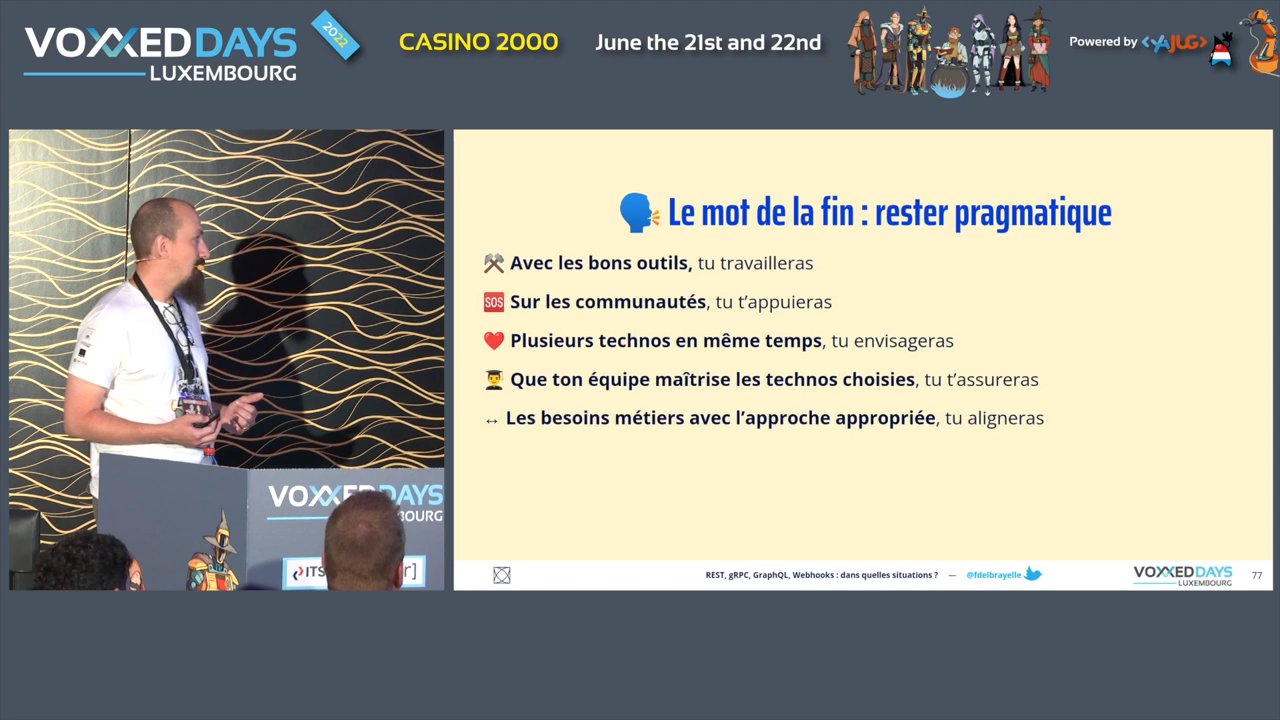 VOXXED DAYS
LUXEMBOURG
2022
CASINO 2000
June the 21st and 22nd
Powered by <YAJUG>
🗣️ Le mot de la fin : rester pragmatique
⚒️ Avec les bons outils, tu travailleras
🆘 Sur les communautés, tu t’appuieras
❤️ Plusieurs technos en même temps, tu envisageras
👨‍🎓 Que ton équipe maîtrise les technos choisies, tu t’assureras
↔ Les besoins métiers avec l’approche appropriée, tu aligneras
VOXXED DAYS
REST, gRPC, GraphQL, Webhooks : dans quelles situations ? — @fdelbrayelle
VOXXED DAYS
LUXEMBOURG
77